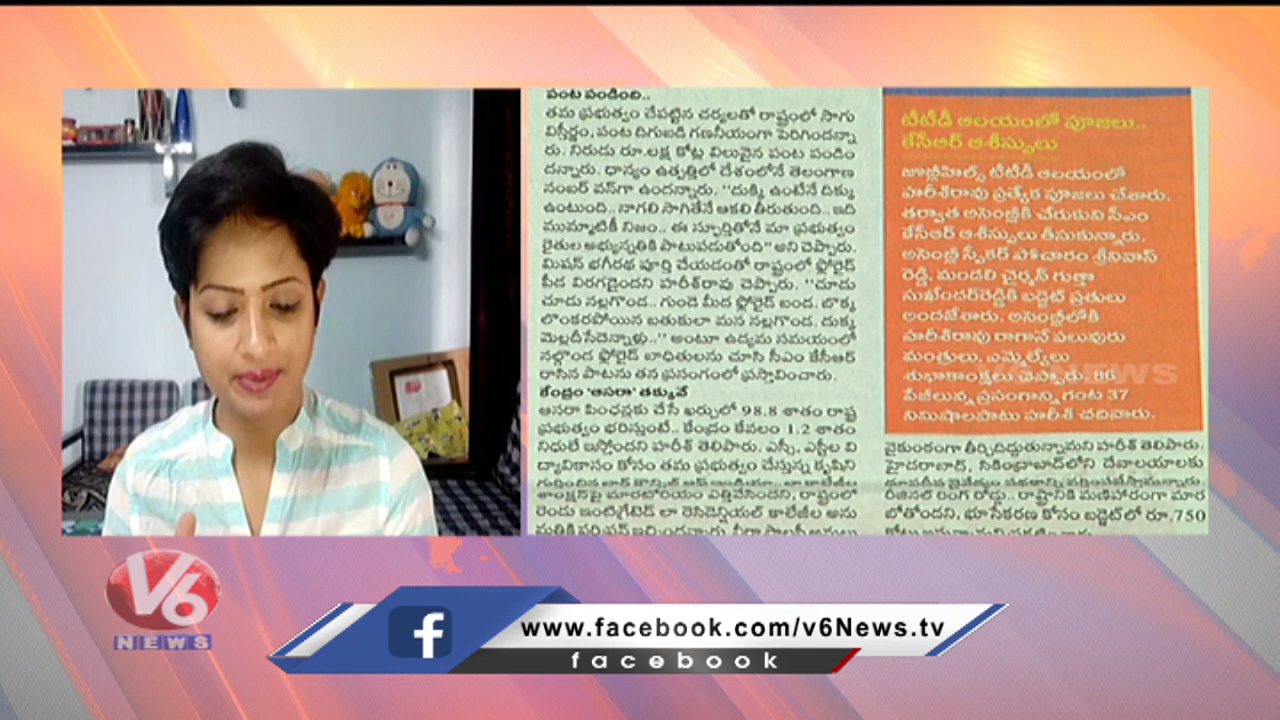 పంట పండింది..
తమ ప్రభుత్వం చేపట్టిన చర్యలతో రాష్ట్రంలో సాగు
విస్తీర్ణం, పంట దిగుబడి గణనీయంగా పెరిగిందన్నా
రు. నిరుడు రూ.లక్ష కోట్ల విలువైన పంట పండిం
దన్నారు. ధాన్యం ఉత్పత్తిలో దేశంలోనే తెలంగాణ
నంబర్ వన్‌గా ఉందన్నారు. ''దుక్కి ఉంటేనే దిక్కు
ఉంటుంది.. నాగలి సాగితేనే ఆకలి తీరుతుంది.. ఇది
ముమ్మాటికీ నిజం.. ఈ స్ఫూర్తితోనే మా ప్రభుత్వం
రైతుల అభ్యున్నతికి పాటుపడుతోంది'' అని చెప్పారు.
మిషన్ భగీరథ పూర్తి చేయడంతో రాష్ట్రంలో ఫ్లోరైడ్
పీడ విరగడైందని హరీశ్‌రావు చెప్పారు. ''చూడు
చూడు నల్లగొండ.. గుండె మీద ఫ్లోరైడ్ బండ. బొక్క
లొంకరపోయిన బతుకులా మన నల్లగొండ. దుక్క
మెల్లదీసేదెన్నాళ్లు..'' అంటూ ఉద్యమ సమయంలో
నల్గొండ ఫ్లోరైడ్ బాధితులను చూసి సీఎం కేసీఆర్
రాసిన పాటను తన ప్రసంగంలో ప్రస్తావించారు.
కేంద్రం 'ఆసరా' తక్కువే
ఆసరా పింఛన్లకు చేసే ఖర్చులో 98.8 శాతం రాష్ట్ర
ప్రభుత్వం భరిస్తుంటే.. కేంద్రం కేవలం 1.2 శాతం
నిధులే ఇస్తోందని హరీశ్ తెలిపారు. ఎస్సీ, ఎస్టీల వి
ద్యావికాసం కోసం తమ ప్రభుత్వం చేస్తున్న కృషిని
శాంక్షన్‌పై మారటోరియం ఎత్తివేసిందని, రాష్ట్రంలో
రెండు ఇంటిగ్రేటెడ్ లా రెసిడెన్షియల్ కాలేజీల అను
టీటీడీ ఆలయంలో పూజలు..
కేసీఆర్ ఆశీస్సులు
జూబ్లీహిల్స్ టీటీడీ ఆలయంలో
హరీశ్‌రావు ప్రత్యేక పూజలు చేశారు.
తర్వాత అసెంబ్లీకి చేరుకుని సీఎం
కేసీఆర్ ఆశీస్సులు తీసుకున్నారు.
అసెంబ్లీ స్పీకర్ పోచారం శ్రీనివాస్
రెడ్డి, మండలి చైర్మన్ గుత్తా
సుఖేందర్‌రెడ్డికి బడ్జెట్ ప్రతులు
అందజేశారు. అసెంబ్లీలోకి
హరీశ్‌రావు రాగానే పలువురు
మంత్రులు, ఎమ్మెల్యేలు
శుభాకాంక్షలు చెప్పారు. 86
పేజీలున్న ప్రసంగాన్ని గంట 37
నిమిషాలపాటు హరీశ్ చదివారు.
వైకుంఠంగా తీర్చిదిద్దుతున్నామని హరీశ్ తెలిపారు.
హైదరాబాద్, సికింద్రాబాద్‌లోని దేవాలయాలకు
రీజినల్ రింగ్ రోడ్డు.. రాష్ట్రానికి మణిహారంగా మార
బోతోందని, భూసేకరణ కోసం బడ్జెట్‌లో రూ.750
V6
NEWS
www.facebook.com/v6News.tv
facebook